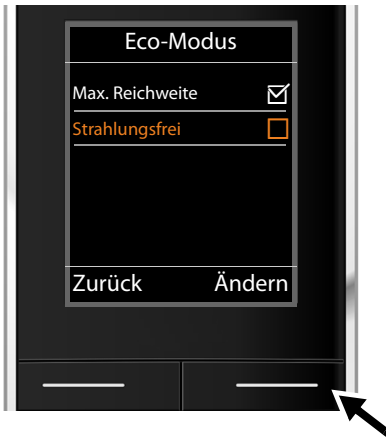 Eco-Modus
Max. Reichweite
Strahlungsfrei
Zurück Ändern